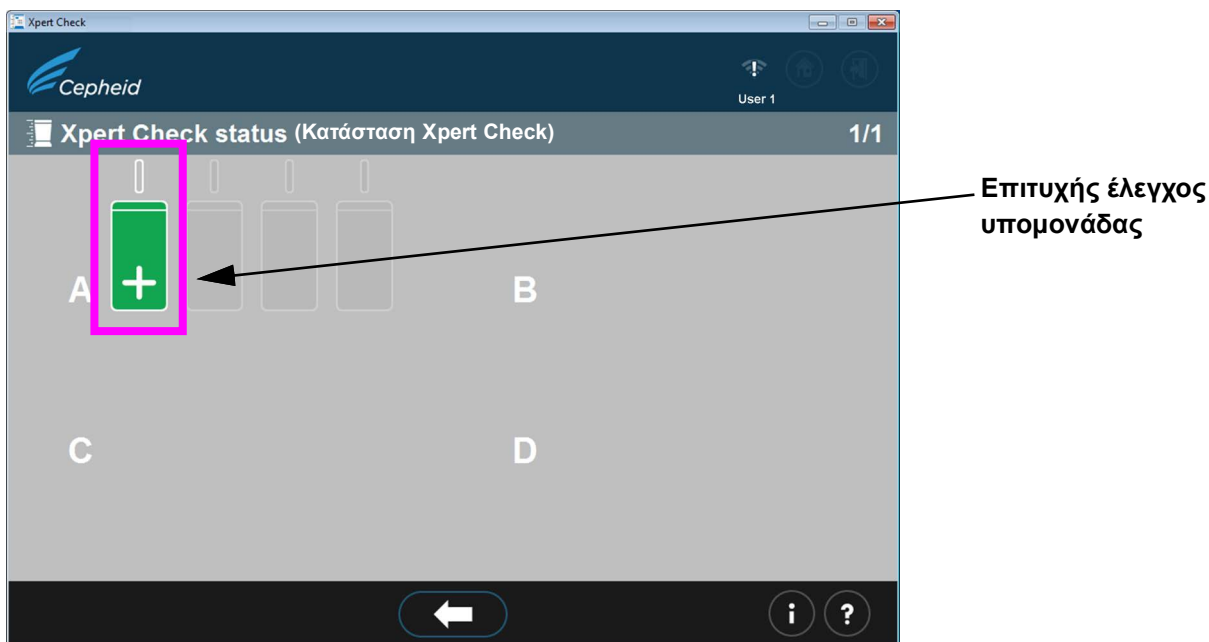 Xpert Check
Cepheid
User 1
Xpert Check status (Κατάσταση Xpert Check)
1/1
Επιτυχής έλεγχος
υπομονάδας
A
B
C
D
i
?